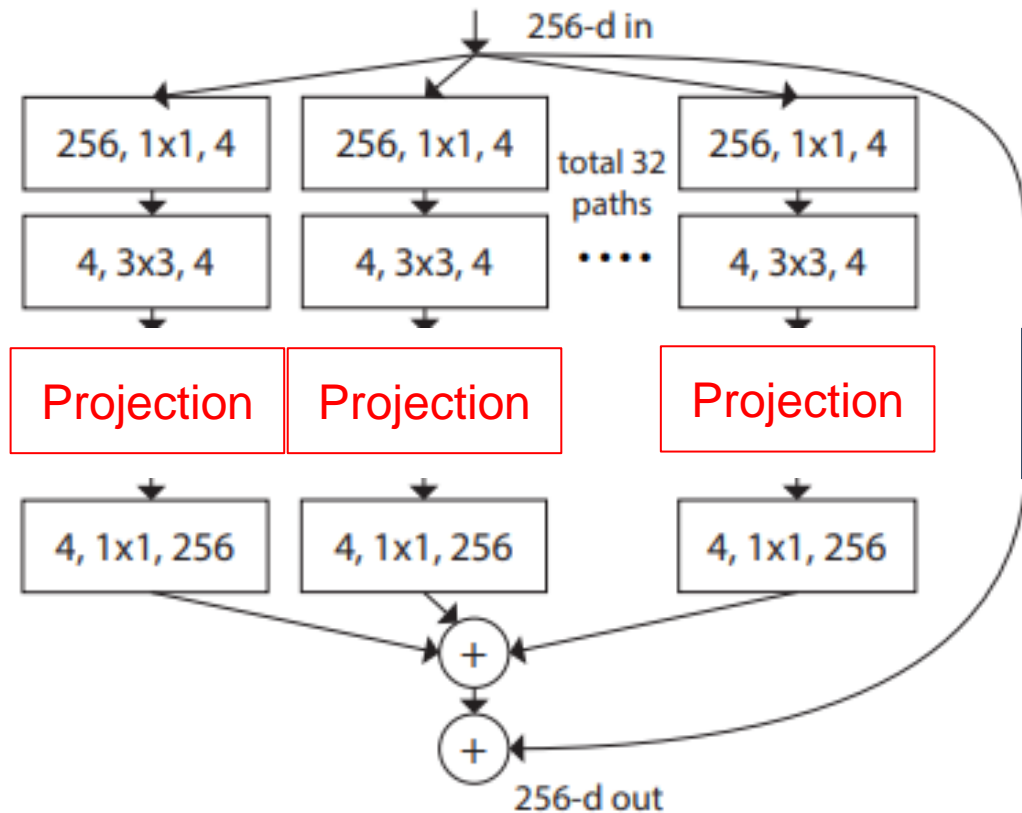 256-d in
256, 1x1, 4
256, 1x1, 4
total 32
paths
256, 1x1, 4
4, 3x3, 4
4, 3x3, 4
....
4, 3x3, 4
Projection
Projection
Projection
4, 1x1, 256
4, 1x1, 256
4, 1x1, 256
+
+
256-d out